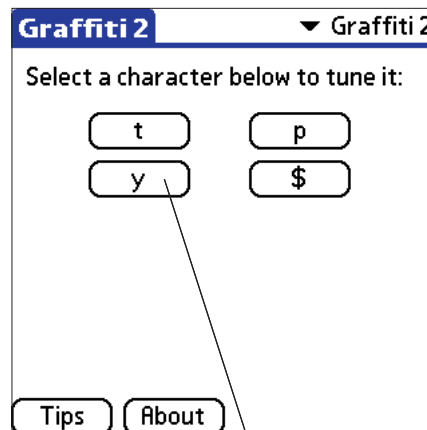 Graffiti 2 Graffiti 2
Select a character below to tune it:
t p
y $
Tips About